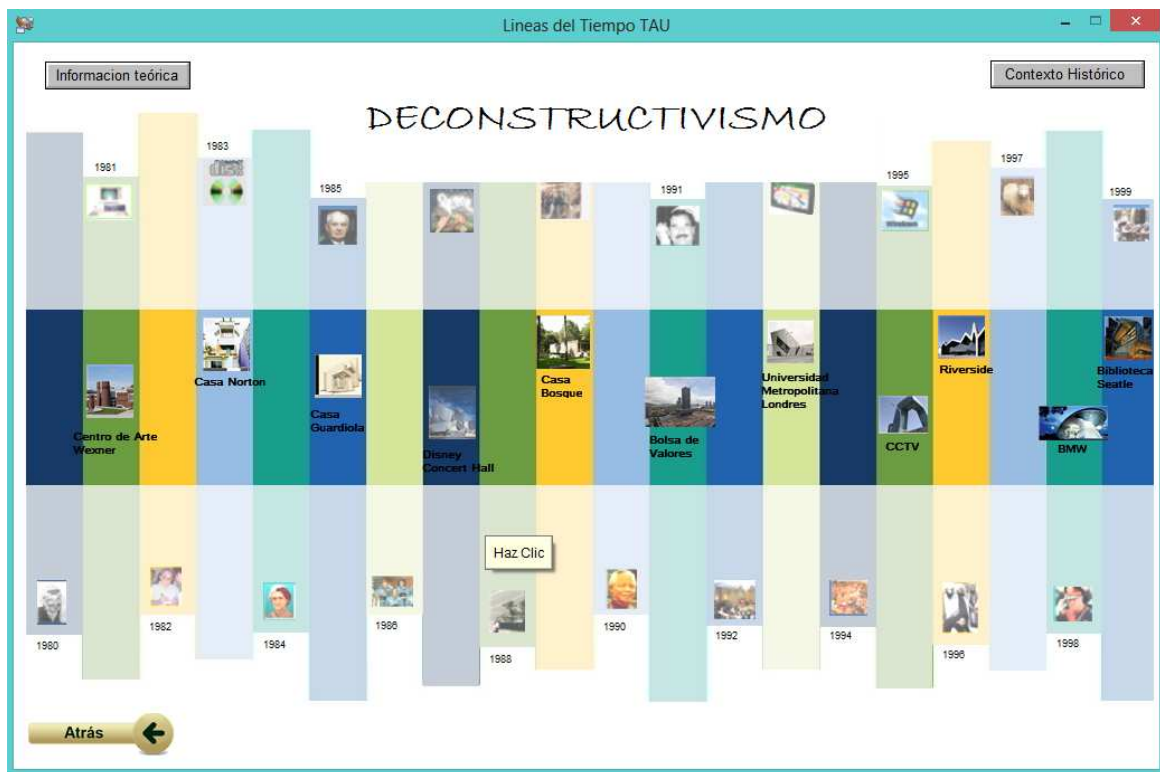 Lineas del Tiempo TAU
Informacion teórica
Contexto Histórico
DECONSTRUCTIVISMO
1981
1983
1985
1991
1995
1997
1999
disc
Windows
Casa Norton
Centro de Arte
Wexner
Casa
Guardiola
Disney
Concert Hall
Casa
Bosque
Bolsa de
Valores
Universidad
Metropolitana
Londres
CCTV
Riverside
BMW
Biblioteca
Seatle
Haz Clic
1980
1982
1984
1986
1988
1990
1992
1994
1996
1998
Atrás